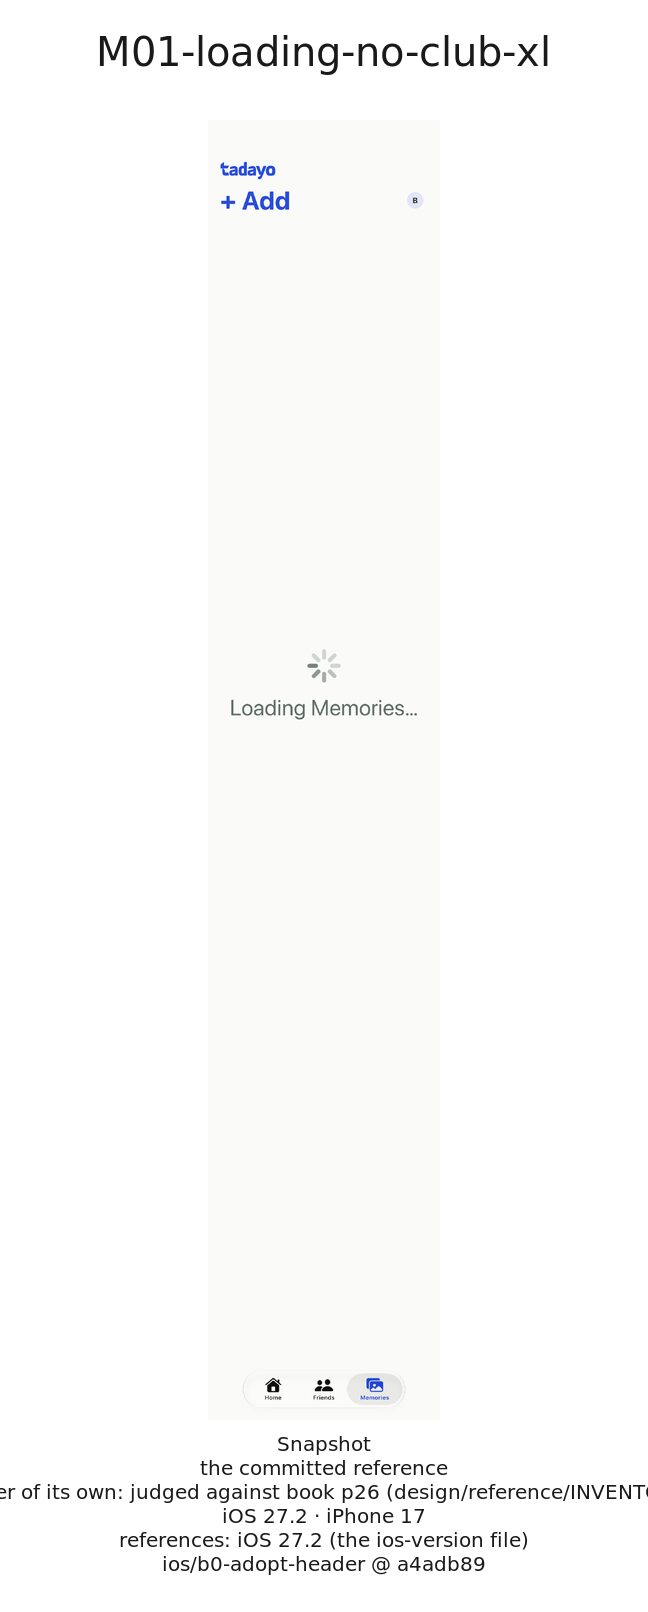 M01-loading-no-club-xl
tadayo
+ Add
B
Loading Memories...
Home
Friends
Memories
Snapshot
the committed reference
er of its own: judged against book p26 (design/reference/INVENTO
iOS 27.2 · iPhone 17
references: iOS 27.2 (the ios-version file)
ios/b0-adopt-header @ a4adb89